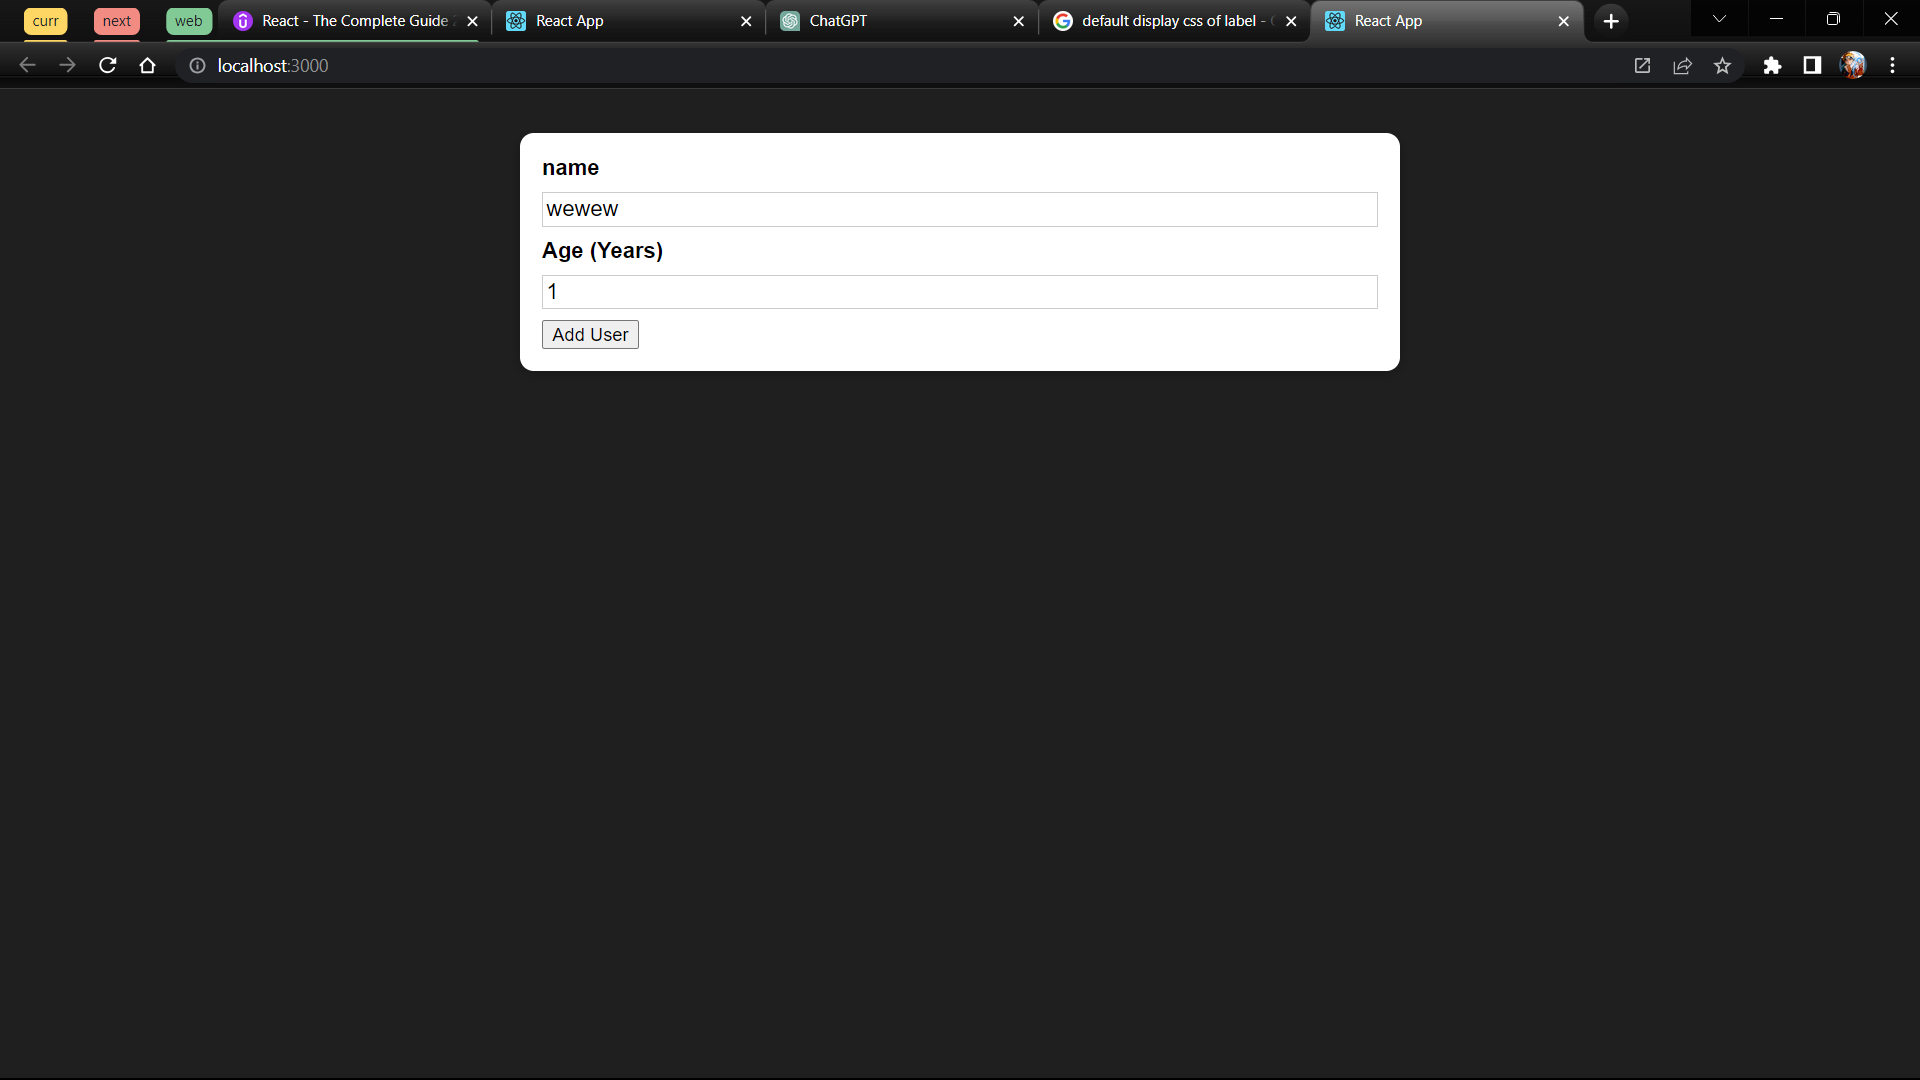 curr
next
web
React - The Complete Guide
React App
ChatGPT
default display css of label -
React App
localhost:3000
name
wewew
Age (Years)
1
Add User